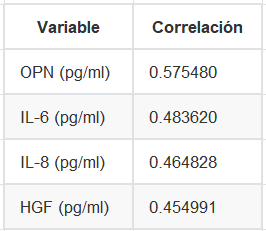 Variable Correlación
OPN (pg/ml) 0.575480
IL-6 (pg/ml) 0.483620
IL-8 (pg/ml) 0.464828
HGF (pg/ml) 0.454991